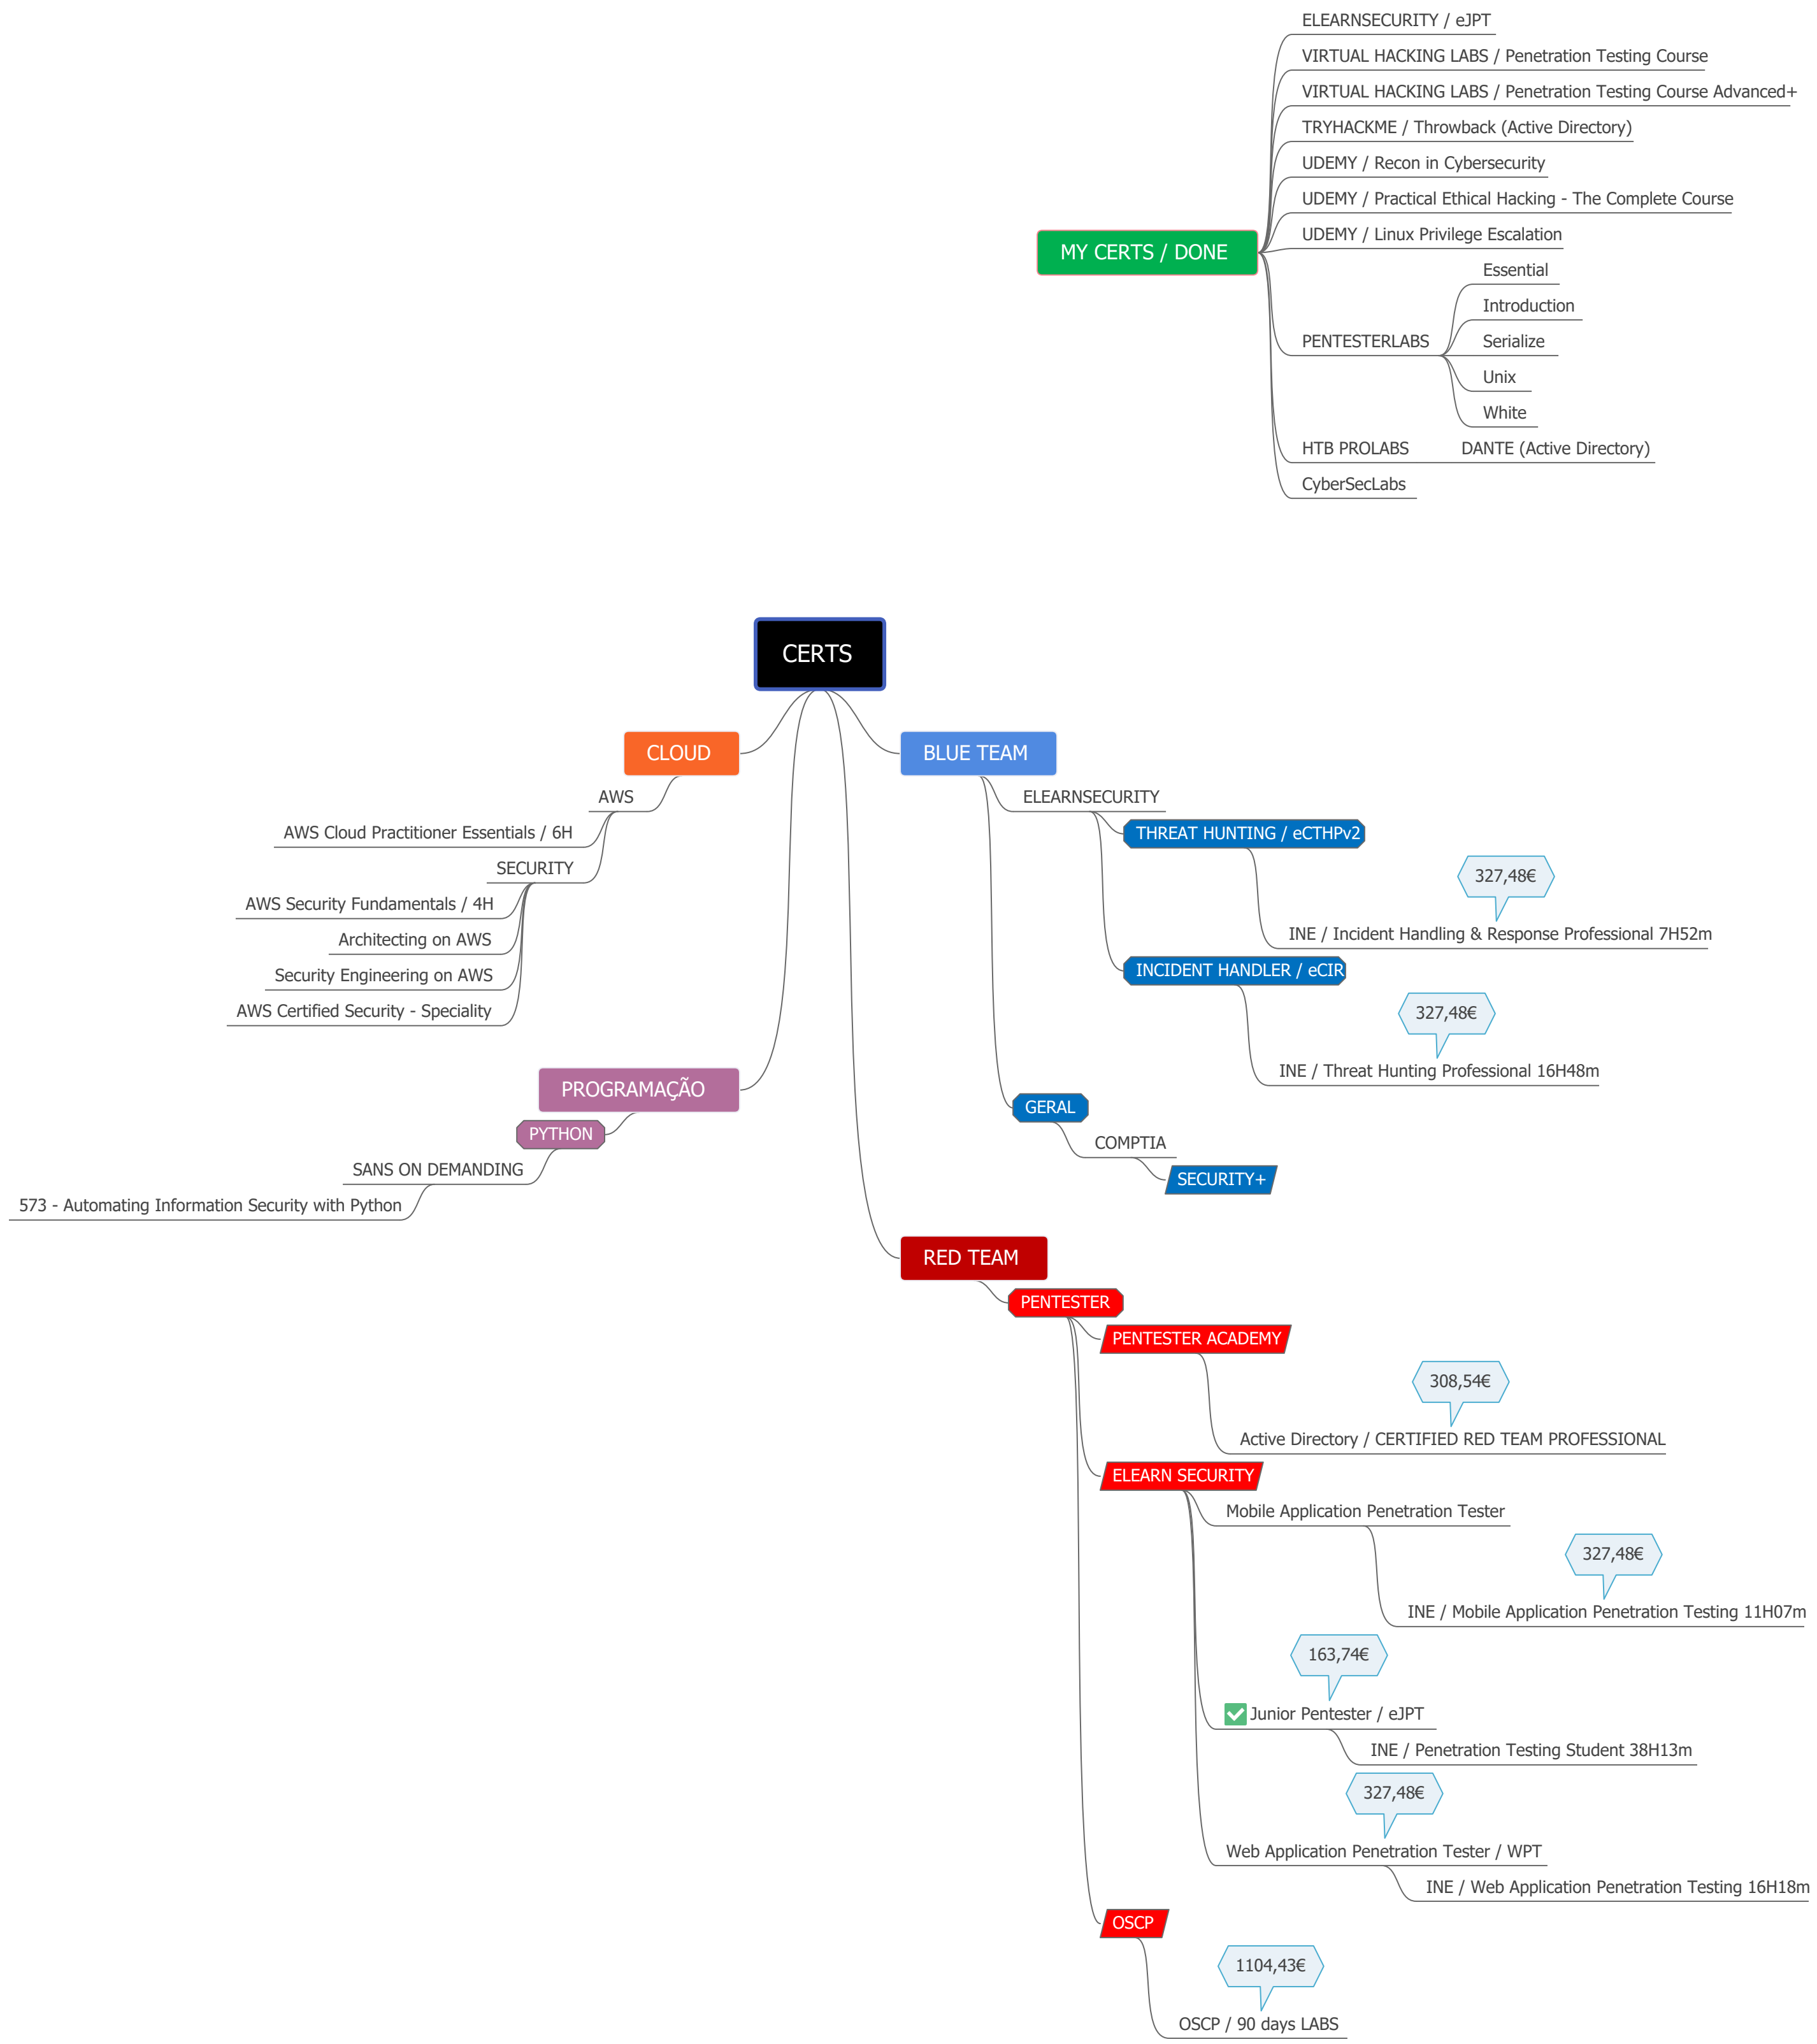 ELEARNSECURITY / eJPT
VIRTUAL HACKING LABS / Penetration Testing Course
VIRTUAL HACKING LABS / Penetration Testing Course Advanced+
TRYHACKME / Throwback (Active Directory)
UDEMY / Recon in Cybersecurity
UDEMY / Practical Ethical Hacking - The Complete Course
UDEMY / Linux Privilege Escalation
MY CERTS / DONE
Essential
Introduction
PENTESTERLABS
Serialize
Unix
White
HTB PROLABS
DANTE (Active Directory)
CyberSecLabs
CERTS
CLOUD
AWS
AWS Cloud Practitioner Essentials / 6H
SECURITY
AWS Security Fundamentals / 4H
Architecting on AWS
Security Engineering on AWS
AWS Certified Security - Speciality
PROGRAMAÇÃO
PYTHON
SANS ON DEMANDING
573 - Automating Information Security with Python
BLUE TEAM
ELEARNSECURITY
THREAT HUNTING / eCTHPv2
327,48€
INE / Incident Handling & Response Professional 7H52m
INCIDENT HANDLER / eCIR
327,48€
INE / Threat Hunting Professional 16H48m
GERAL
COMPTIA
SECURITY+
RED TEAM
PENTESTER
PENTESTER ACADEMY
308,54€
Active Directory / CERTIFIED RED TEAM PROFESSIONAL
ELEARN SECURITY
Mobile Application Penetration Tester
327,48€
INE / Mobile Application Penetration Testing 11H07m
163,74€
Junior Pentester / eJPT
INE / Penetration Testing Student 38H13m
327,48€
Web Application Penetration Tester / WPT
INE / Web Application Penetration Testing 16H18m
OSCP
1104,43€
OSCP / 90 days LABS